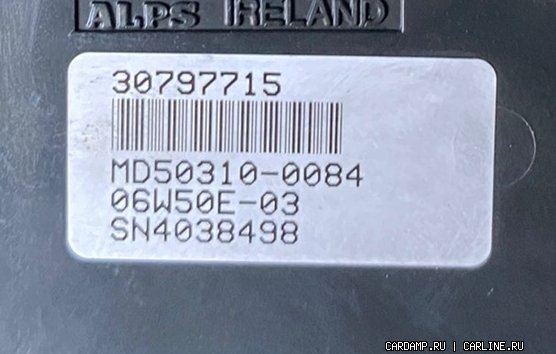 ALPS IRELAND
30797715
MD50310-0084
06W50E-03
SN4038498
CARDAMP.RU | CARLINE.RU